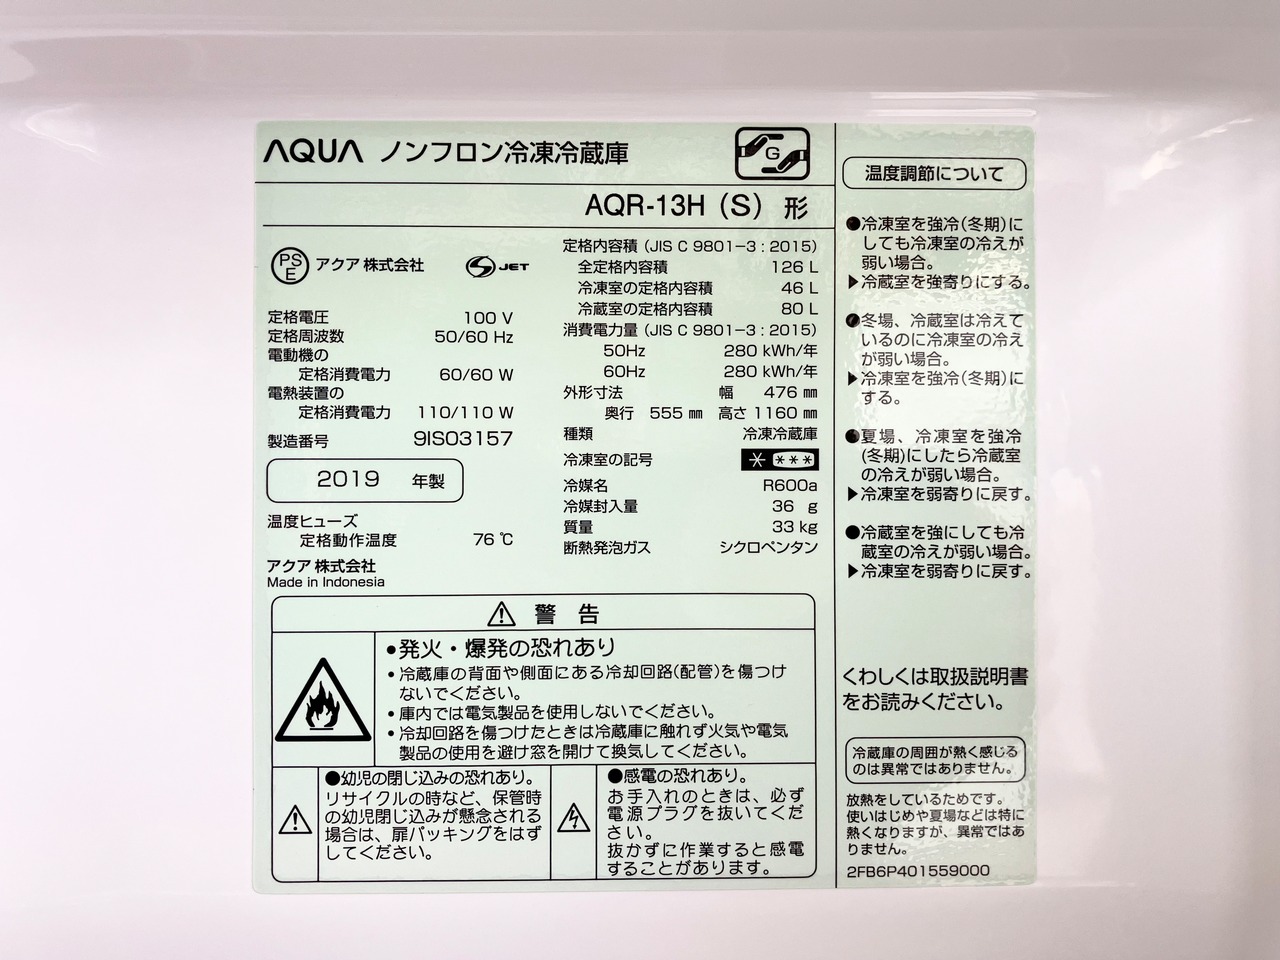 AQUA ノンフロン冷凍冷蔵庫
G
AQR-13H (S) 形
PS
E
アクア 株式会社
S JET
定格電圧 100 V
定格周波数 50/60 Hz
電動機の
定格消費電力 60/60 W
電熱装置の
定格消費電力 110/110 W
製造番号 9IS03157
2019 年製
温度ヒューズ
定格動作温度 76 ℃
アクア 株式会社
Made in Indonesia
定格内容積 (JIS C 9801-3 : 2015)
全定格内容積 126 L
冷凍室の定格内容積 46 L
冷蔵室の定格内容積 80 L
消費電力量 (JIS C 9801-3 : 2015)
50Hz 280 kWh/年
60Hz 280 kWh/年
外形寸法 幅 476 ㎜
奥行 555 ㎜ 高さ 1160 ㎜
種類 冷凍冷蔵庫
冷凍室の記号 * ***
冷媒名 R600a
冷媒封入量 36 g
質量 33 kg
断熱発泡ガス シクロペンタン
警 告
●発火・爆発の恐れあり
・冷蔵庫の背面や側面にある冷却回路(配管)を傷つけ
ないでください。
・庫内では電気製品を使用しないでください。
・冷却回路を傷つけたときは冷蔵庫に触れず火気や電気
製品の使用を避け窓を開けて換気してください。
●幼児の閉じ込みの恐れあり。
リサイクルの時など、保管時
の幼児閉じ込みが懸念される
場合は、扉パッキングをはず
してください。
●感電の恐れあり。
お手入れのときは、必ず
電源プラグを抜いてくだ
さい。
抜かずに作業すると感電
することがあります。
温度調節について
●冷凍室を強冷(冬期)に
しても冷凍室の冷えが
弱い場合。
▶冷蔵室を強寄りにする。
●冬場、冷蔵室は冷えて
いるのに冷凍室の冷え
が弱い場合。
▶冷凍室を強冷(冬期)に
する。
●夏場、冷凍室を強冷
(冬期)にしたら冷蔵室
の冷えが弱い場合。
▶冷凍室を弱寄りに戻す。
●冷蔵室を強にしても冷
蔵室の冷えが弱い場合。
▶冷凍室を弱寄りに戻す。
くわしくは取扱説明書
をお読みください。
冷蔵庫の周囲が熱く感じる
のは異常ではありません。
放熱をしているためです。
使いはじめや夏場などは特に
熱くなりますが、異常ではあ
りません。
2FB6P401559000